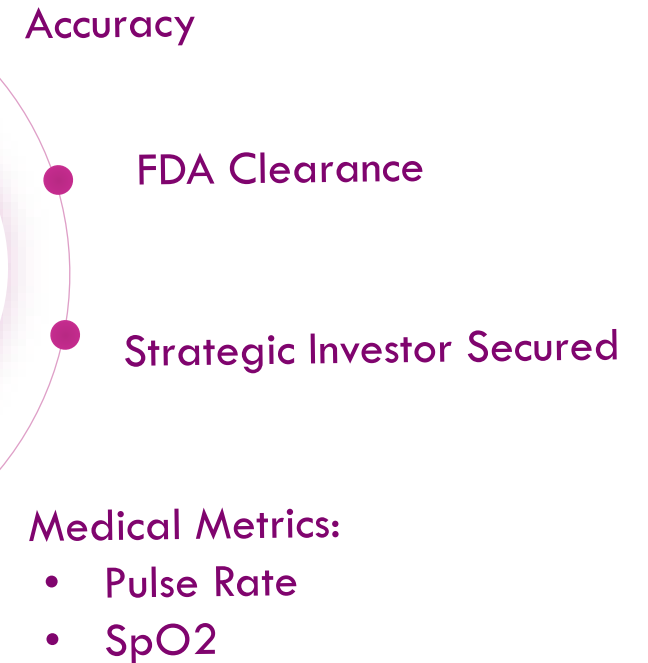 Accuracy
FDA Clearance
Strategic Investor Secured
Medical Metrics:
• Pulse Rate
• SpO2